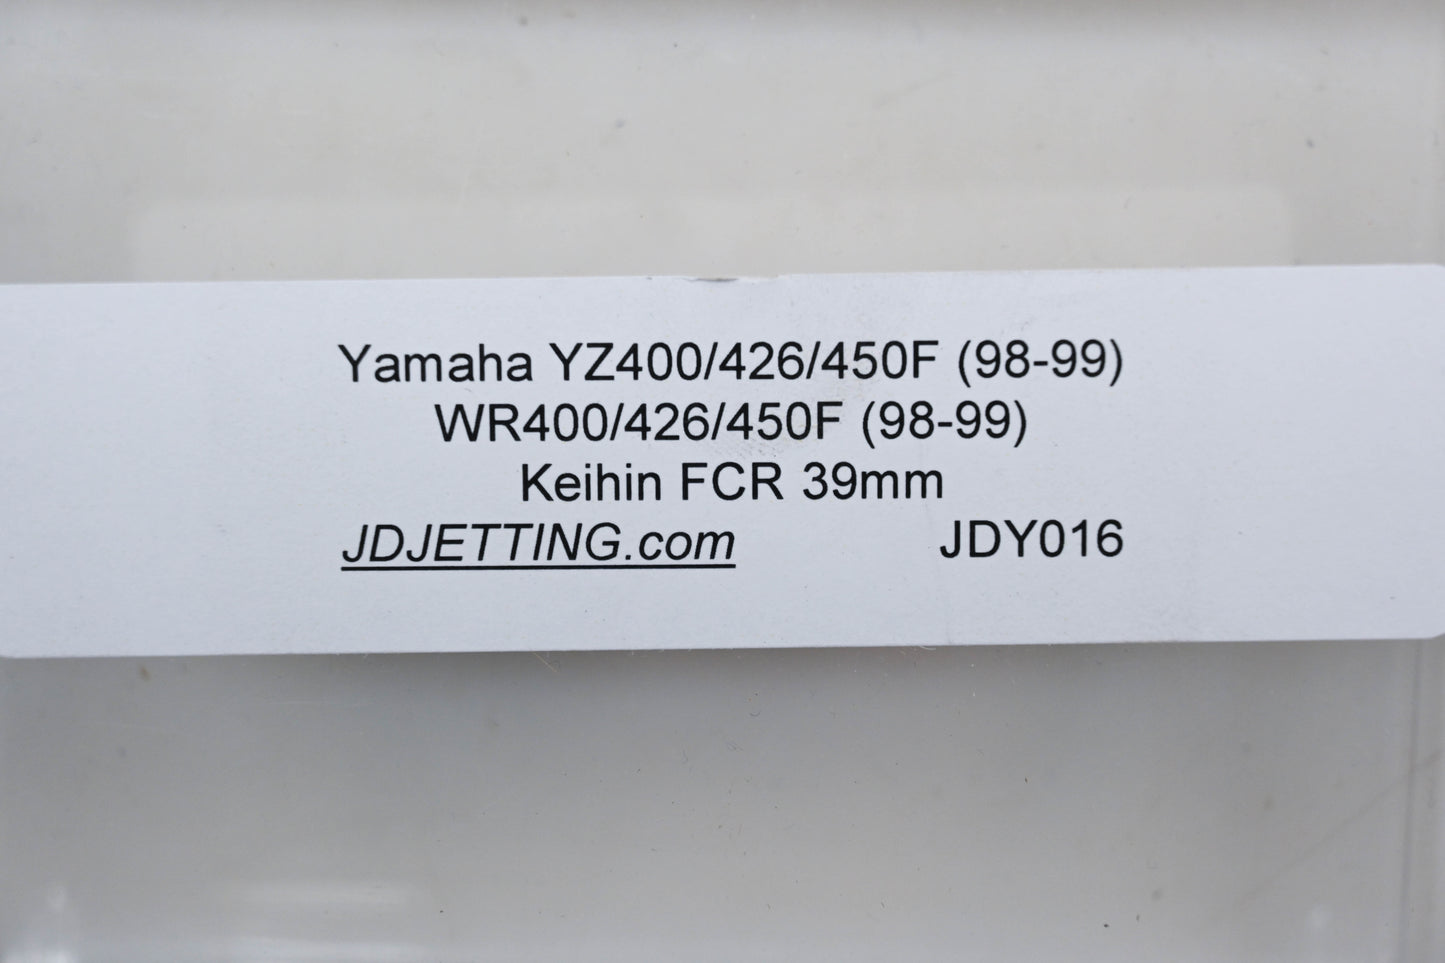 Yamaha YZ400/426/450F (98-99)
WR400/426/450F (98-99)
Keihin FCR 39mm
JDJETTING.com JDY016